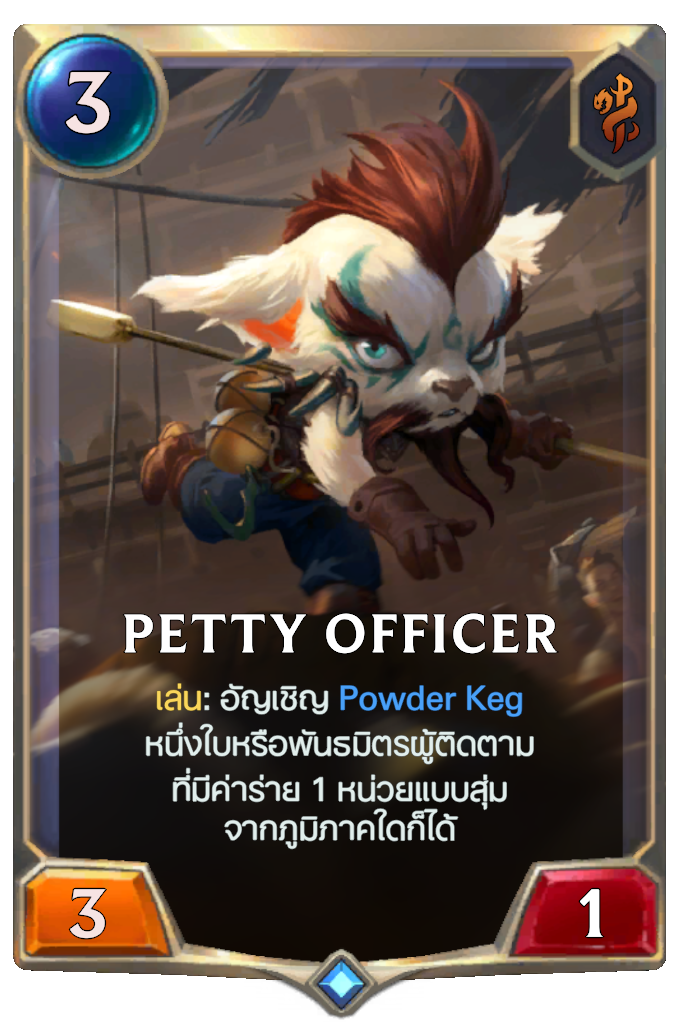 3
PETTY OFFICER
เล่น: อัญเชิญ Powder Keg
หนึ่งใบหรือพันธมิตรผู้ติดตาม
ที่มีค่าร่าย 1 หน่วยแบบสุ่ม
จากภูมิภาคใดก็ได้
3
1